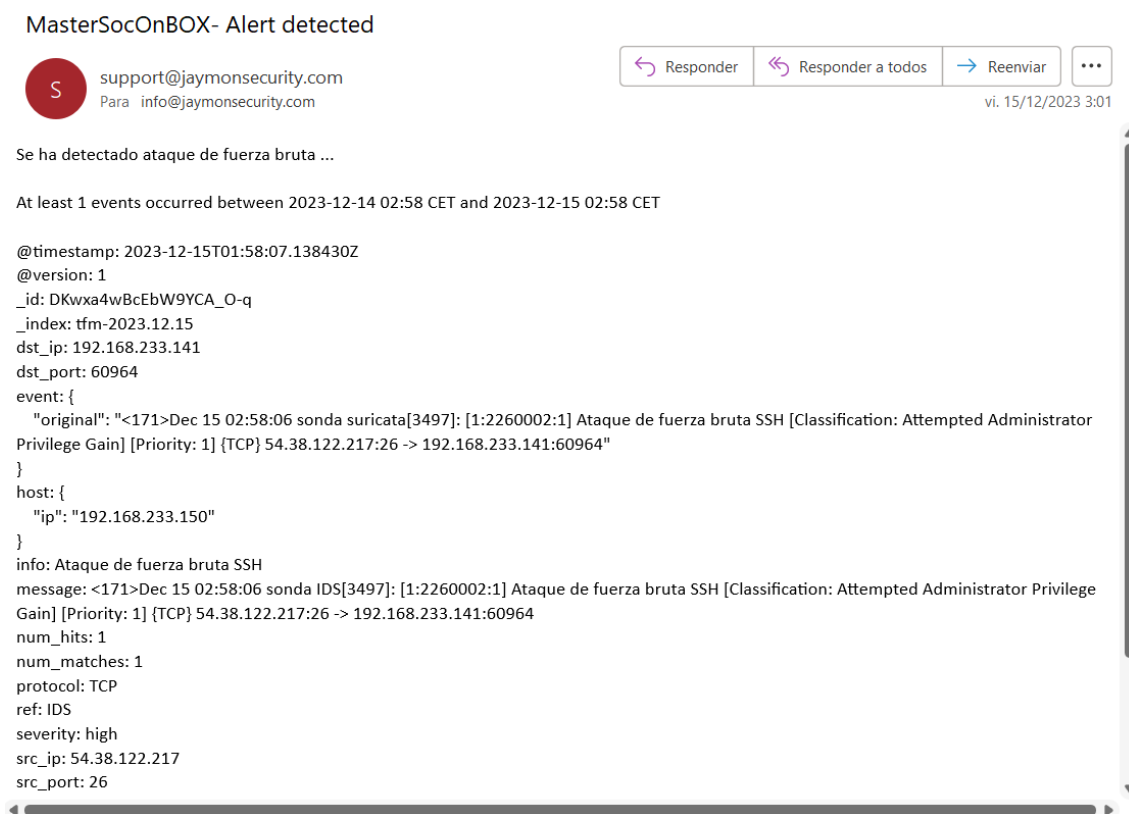 MasterSocOnBOX- Alert detected
S
support@jaymonsecurity.com
Para info@jaymonsecurity.com
Responder
Responder a todos
Reenviar
vi. 15/12/2023 3:01
Se ha detectado ataque de fuerza bruta ...
At least 1 events occurred between 2023-12-14 02:58 CET and 2023-12-15 02:58 CET
@timestamp: 2023-12-15T01:58:07.138430Z
@version: 1
_id: DKwxa4wBcEbW9YCA_O-q
_index: tfm-2023.12.15
dst_ip: 192.168.233.141
dst_port: 60964
event: {
"original": "<171>Dec 15 02:58:06 sonda suricata[3497]: [1:2260002:1] Ataque de fuerza bruta SSH [Classification: Attempted Administrator
Privilege Gain] [Priority: 1] {TCP} 54.38.122.217:26 -> 192.168.233.141:60964"
}
host: {
"ip": "192.168.233.150"
}
info: Ataque de fuerza bruta SSH
message: <171>Dec 15 02:58:06 sonda IDS[3497]: [1:2260002:1] Ataque de fuerza bruta SSH [Classification: Attempted Administrator Privilege
Gain] [Priority: 1] {TCP} 54.38.122.217:26 -> 192.168.233.141:60964
num_hits: 1
num_matches: 1
protocol: TCP
ref: IDS
severity: high
src_ip: 54.38.122.217
src_port: 26